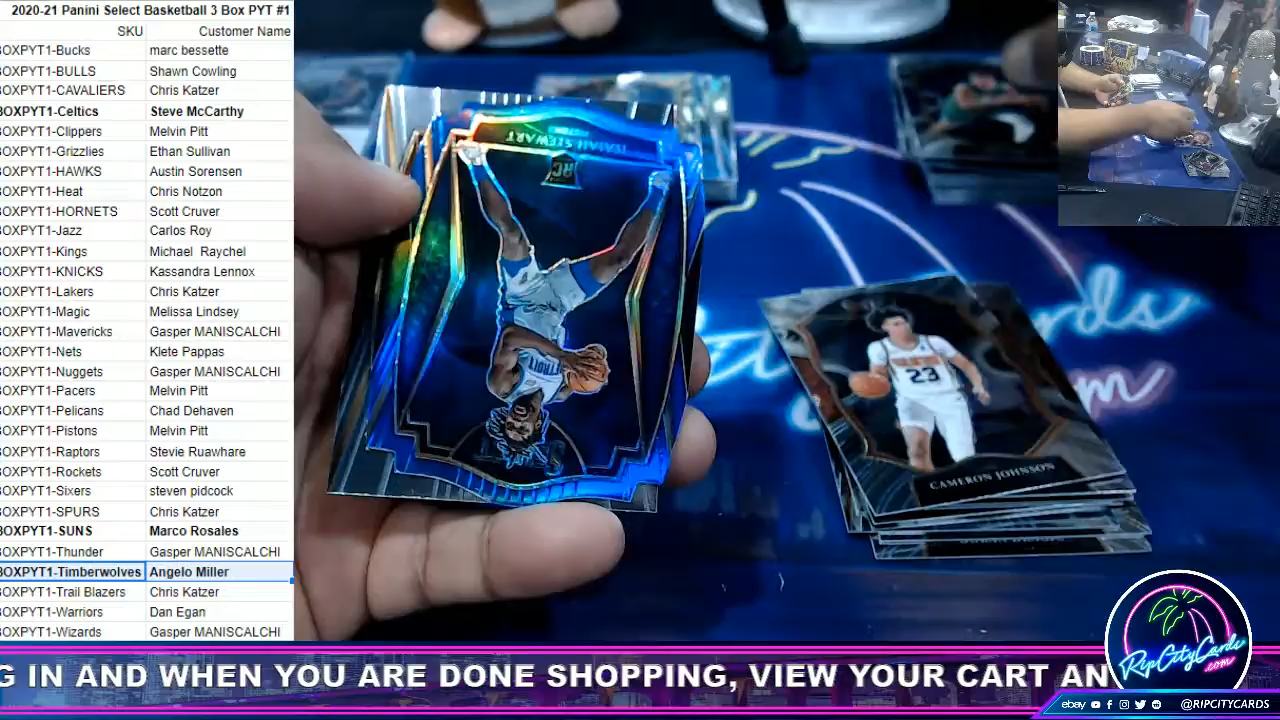 2020-21 Panini Select Basketball 3 Box PYT #1
SKU Customer Name
BOXPYT1-Bucks marc bessette
BOXPYT1-BULLS Shawn Cowling
BOXPYT1-CAVALIERS Chris Katzer
BOXPYT1-Celtics Steve McCarthy
BOXPYT1-Clippers Melvin Pitt
BOXPYT1-Grizzlies Ethan Sullivan
BOXPYT1-HAWKS Austin Sorensen
BOXPYT1-Heat Chris Notzon
BOXPYT1-HORNETS Scott Cruver
BOXPYT1-Jazz Carlos Roy
BOXPYT1-Kings Michael Raychel
BOXPYT1-KNICKS Kassandra Lennox
BOXPYT1-Lakers Chris Katzer
BOXPYT1-Magic Melissa Lindsey
BOXPYT1-Mavericks Gasper MANISCALCHI
BOXPYT1-Nets Klete Pappas
BOXPYT1-Nuggets Gasper MANISCALCHI
BOXPYT1-Pacers Melvin Pitt
BOXPYT1-Pelicans Chad Dehaven
BOXPYT1-Pistons Melvin Pitt
BOXPYT1-Raptors Stevie Ruawhare
BOXPYT1-Rockets Scott Cruver
BOXPYT1-Sixers steven pidcock
BOXPYT1-SPURS Chris Katzer
BOXPYT1-SUNS Marco Rosales
BOXPYT1-Thunder Gasper MANISCALCHI
BOXPYT1-Timberwolves Angelo Miller
BOXPYT1-Trail Blazers Chris Katzer
BOXPYT1-Warriors Dan Egan
BOXPYT1-Wizards Gasper MANISCALCHI
ISAIAH STEWART
RC
DETROIT
23
CAMERON JOHNSON
RipCityCards
.com
G IN AND WHEN YOU ARE DONE SHOPPING, VIEW YOUR CART AN
ebay @RIPCITYCARDS